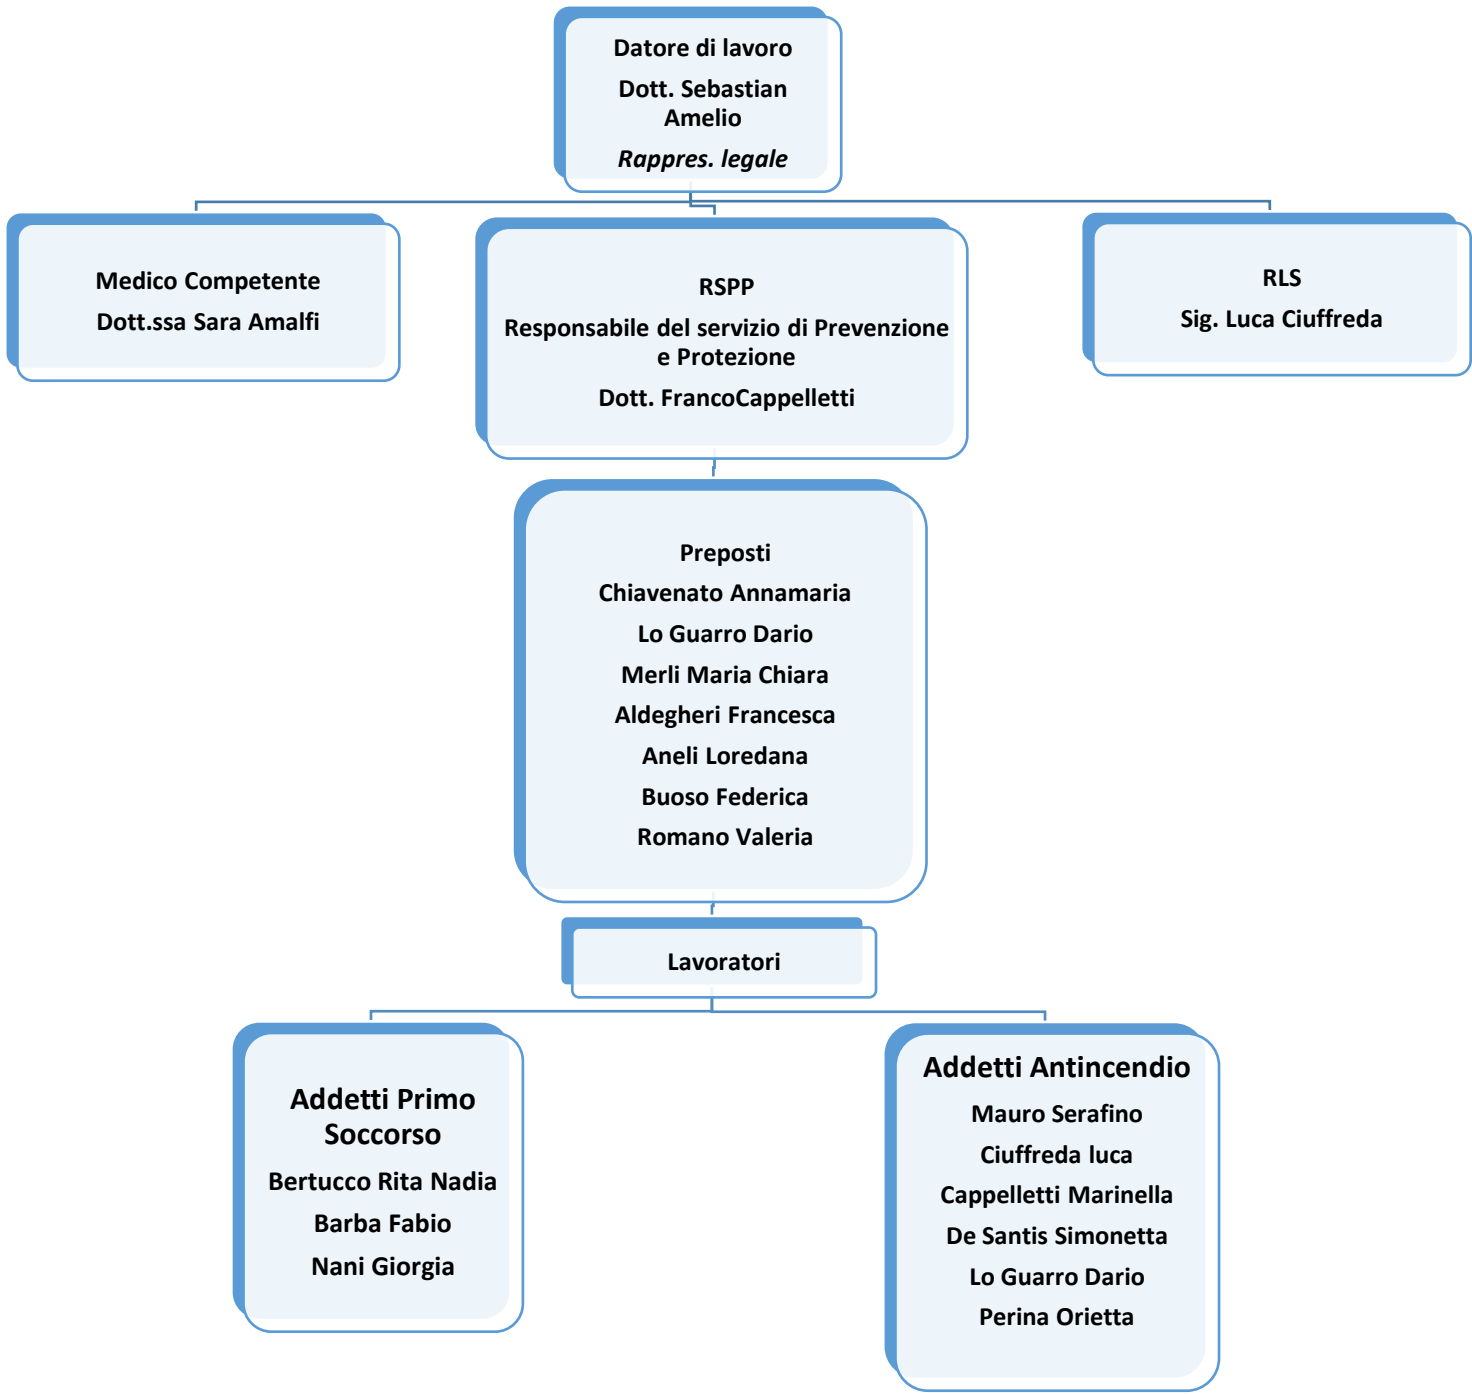 Datore di lavoro
Dott. Sebastian
Amelio
Rappres. legale
Medico Competente
Dott.ssa Sara Amalfi
RSPP
Responsabile del servizio di Prevenzione
e Protezione
Dott. FrancoCappelletti
RLS
Sig. Luca Ciuffreda
Preposti
Chiavenato Annamaria
Lo Guarro Dario
Merli Maria Chiara
Aldegheri Francesca
Aneli Loredana
Buoso Federica
Romano Valeria
Lavoratori
Addetti Primo
Soccorso
Bertucco Rita Nadia
Barba Fabio
Nani Giorgia
Addetti Antincendio
Mauro Serafino
Ciuffreda luca
Cappelletti Marinella
De Santis Simonetta
Lo Guarro Dario
Perina Orietta